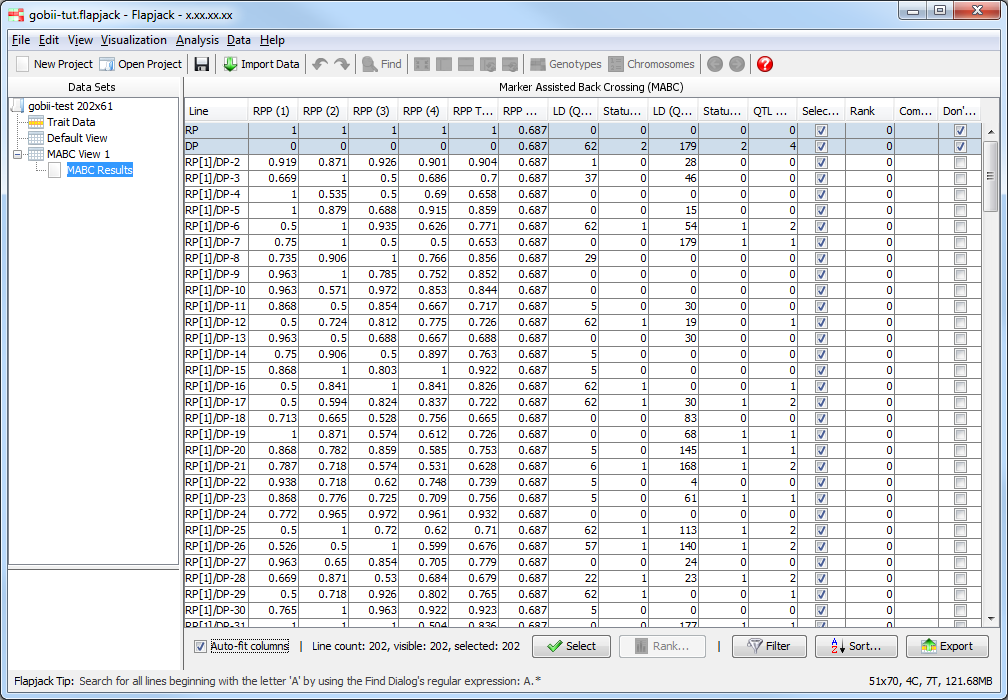 gobii-tut.flapjack - Flapjack - x.xx.xx.xx
File Edit View Visualization Analysis Data Help
New Project Open Project Import Data Find Genotypes Chromosomes
Data Sets
gobii-test 202x61
Trait Data
Default View
MABC View 1
MABC Results
Marker Assisted Back Crossing (MABC)
Line RPP (1) RPP (2) RPP (3) RPP (4) RPP T... RPP ... LD (Q... Statu... LD (Q... Statu... QTL ... Selec... Rank Com... Don'...
RP 1 1 1 1 1 0.687 0 0 0 0 0 0
DP 0 0 0 0 0 0.687 62 2 179 2 4 0
RP[1]/DP-2 0.919 0.871 0.926 0.901 0.904 0.687 1 0 28 0 0 0
RP[1]/DP-3 0.669 1 0.5 0.686 0.7 0.687 37 0 46 0 0 0
RP[1]/DP-4 1 0.535 0.5 0.69 0.658 0.687 0 0 0 0 0 0
RP[1]/DP-5 1 0.879 0.688 0.915 0.859 0.687 0 0 15 0 0 0
RP[1]/DP-6 0.5 1 0.935 0.626 0.771 0.687 62 1 54 1 2 0
RP[1]/DP-7 0.75 1 0.5 0.5 0.653 0.687 0 0 179 1 1 0
RP[1]/DP-8 0.735 0.906 1 0.766 0.856 0.687 29 0 0 0 0 0
RP[1]/DP-9 0.963 1 0.785 0.752 0.852 0.687 0 0 0 0 0 0
RP[1]/DP-10 0.963 0.571 0.972 0.853 0.844 0.687 0 0 0 0 0 0
RP[1]/DP-11 0.868 0.5 0.854 0.667 0.717 0.687 5 0 30 0 0 0
RP[1]/DP-12 0.5 0.724 0.812 0.775 0.726 0.687 62 1 19 0 1 0
RP[1]/DP-13 0.963 0.5 0.688 0.667 0.688 0.687 0 0 30 0 0 0
RP[1]/DP-14 0.75 0.906 0.5 0.897 0.763 0.687 5 0 0 0 0 0
RP[1]/DP-15 0.868 1 0.803 1 0.922 0.687 5 0 0 0 0 0
RP[1]/DP-16 0.5 0.841 1 0.841 0.826 0.687 62 1 0 0 1 0
RP[1]/DP-17 0.5 0.594 0.824 0.837 0.722 0.687 62 1 30 1 2 0
RP[1]/DP-18 0.713 0.665 0.528 0.756 0.665 0.687 0 0 83 0 0 0
RP[1]/DP-19 1 0.871 0.574 0.612 0.726 0.687 0 0 68 1 1 0
RP[1]/DP-20 0.868 0.782 0.859 0.585 0.753 0.687 5 0 145 1 1 0
RP[1]/DP-21 0.787 0.718 0.574 0.531 0.628 0.687 6 1 168 1 2 0
RP[1]/DP-22 0.938 0.718 0.62 0.748 0.739 0.687 5 0 4 0 0 0
RP[1]/DP-23 0.868 0.776 0.725 0.709 0.756 0.687 5 0 61 1 1 0
RP[1]/DP-24 0.772 0.965 0.972 0.961 0.932 0.687 0 0 0 0 0 0
RP[1]/DP-25 0.5 1 0.72 0.62 0.71 0.687 62 1 113 1 2 0
RP[1]/DP-26 0.526 0.5 1 0.599 0.676 0.687 57 1 140 1 2 0
RP[1]/DP-27 0.963 0.65 0.854 0.705 0.779 0.687 0 0 24 0 0 0
RP[1]/DP-28 0.669 0.871 0.53 0.684 0.679 0.687 22 1 23 1 2 0
RP[1]/DP-29 0.5 0.718 0.926 0.802 0.765 0.687 62 1 0 0 1 0
RP[1]/DP-30 0.765 1 0.963 0.922 0.923 0.687 5 0 0 0 0 0
RP[1]/DP-31 1 1 0.504 0.836 0.687 0 0 177 1 1 0
Auto-fit columns | Line count: 202, visible: 202, selected: 202 Select Rank... | Filter Sort... Export
Flapjack Tip: Search for all lines beginning with the letter 'A' by using the Find Dialog's regular expression: A.* 51x70, 4C, 7T, 121.68MB